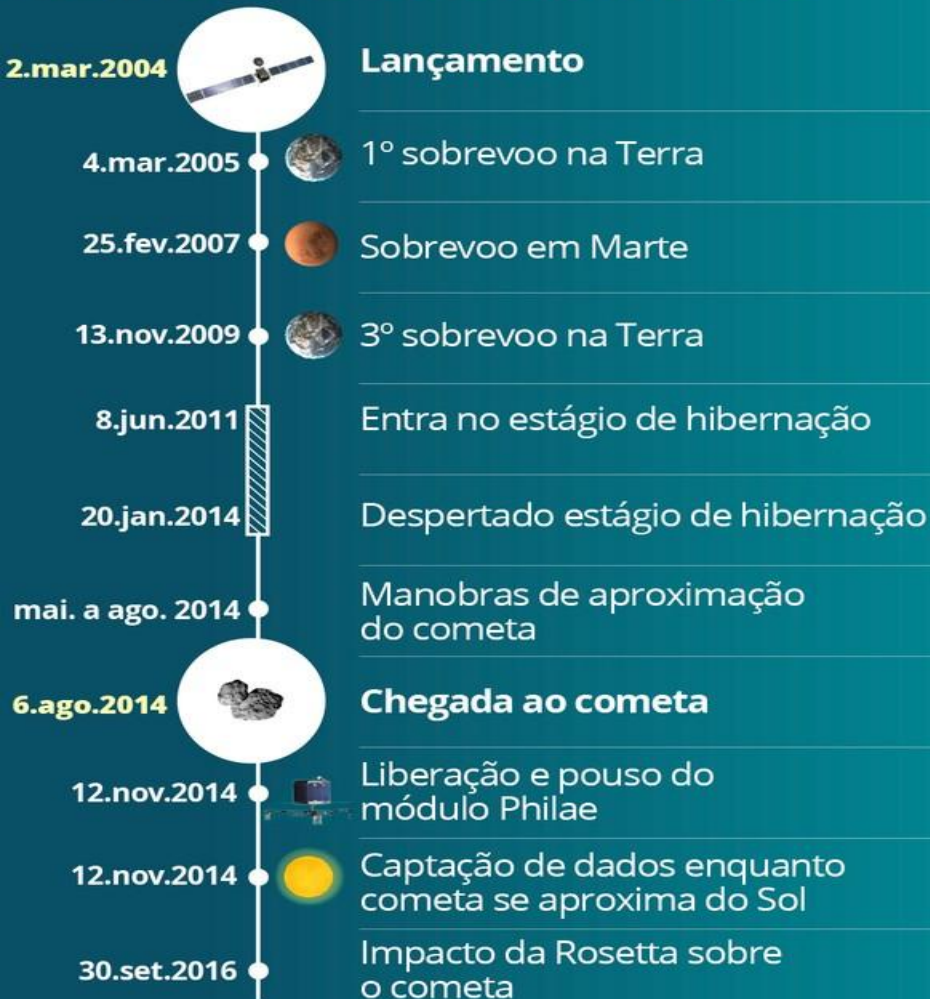 2.mar.2004 Lançamento
4.mar.2005 1º sobrevoo na Terra
25.fev.2007 Sobrevoo em Marte
13.nov.2009 3º sobrevoo na Terra
8.jun.2011 Entra no estágio de hibernação
20.jan.2014 Despertado estágio de hibernação
mai. a ago. 2014 Manobras de aproximação
do cometa
6.ago.2014 Chegada ao cometa
12.nov.2014 Liberação e pouso do
módulo Philae
12.nov.2014 Captação de dados enquanto
cometa se aproxima do Sol
30.set.2016 Impacto da Rosetta sobre
o cometa